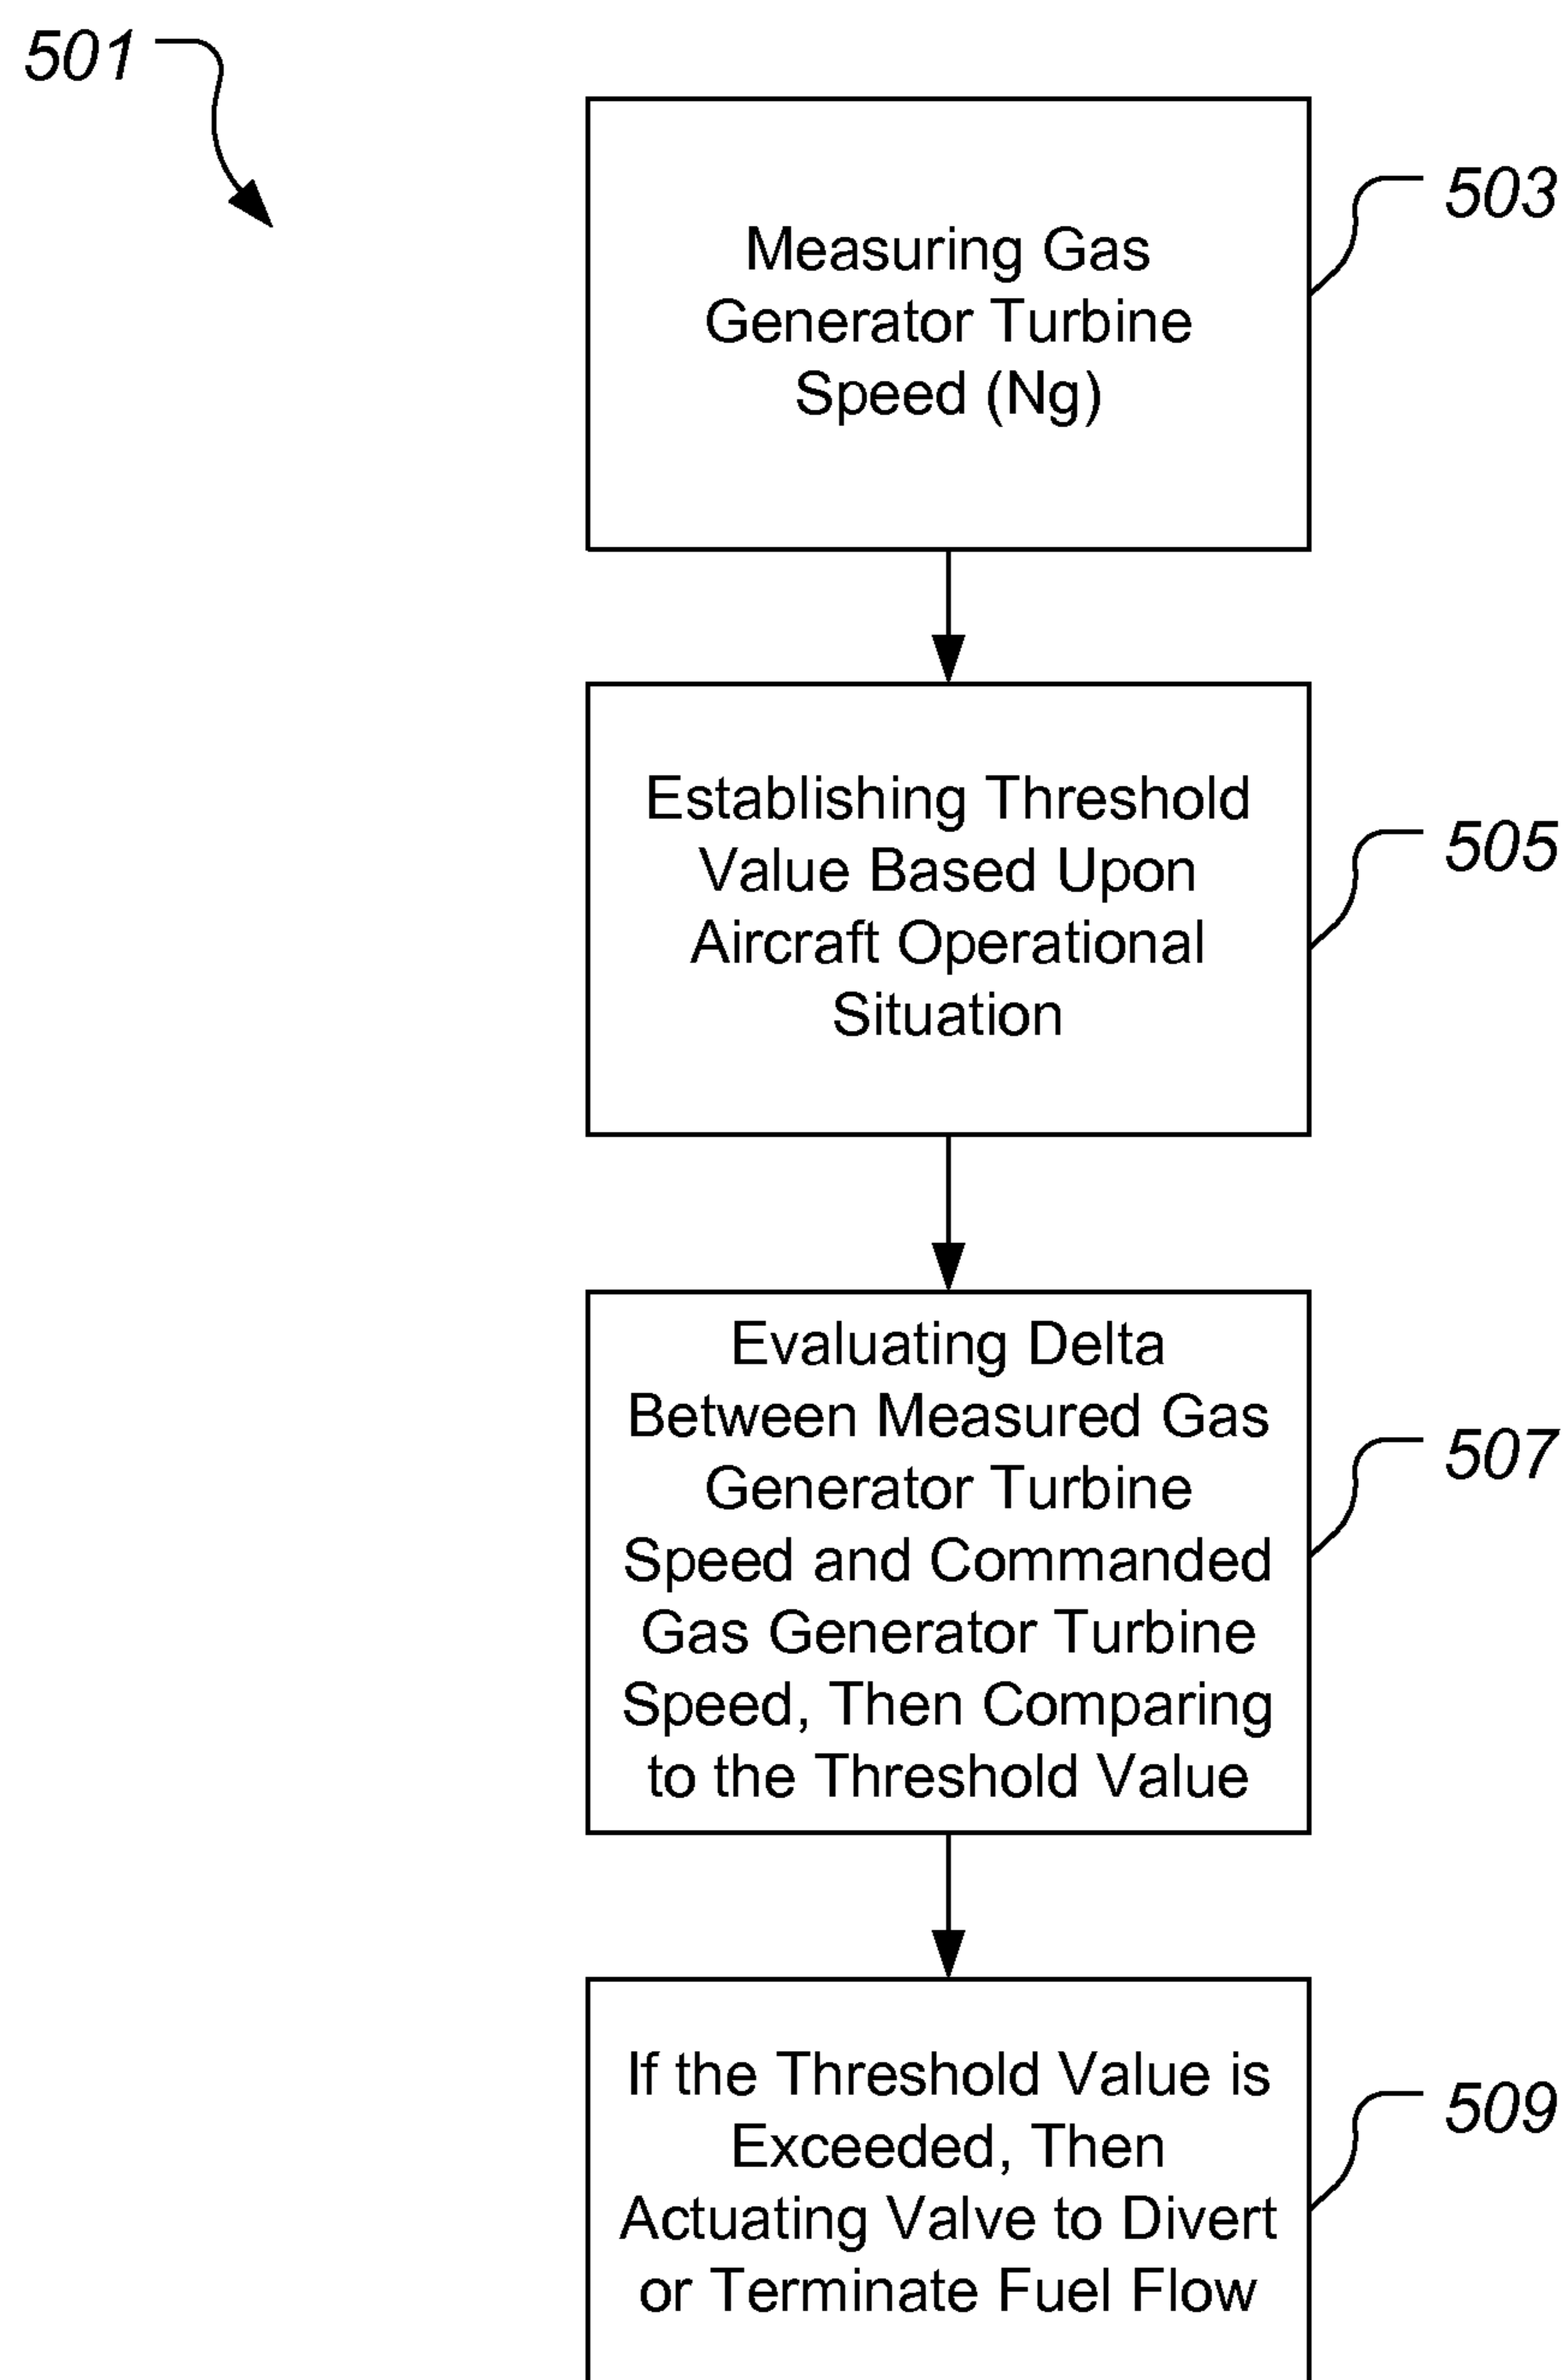 501
503
Measuring Gas
Generator Turbine
Speed (Ng)
505
Establishing Threshold
Value Based Upon
Aircraft Operational
Situation
507
Evaluating Delta
Between Measured Gas
Generator Turbine
Speed and Commanded
Gas Generator Turbine
Speed, Then Comparing
to the Threshold Value
509
If the Threshold Value is
Exceeded, Then
Actuating Valve to Divert
or Terminate Fuel Flow